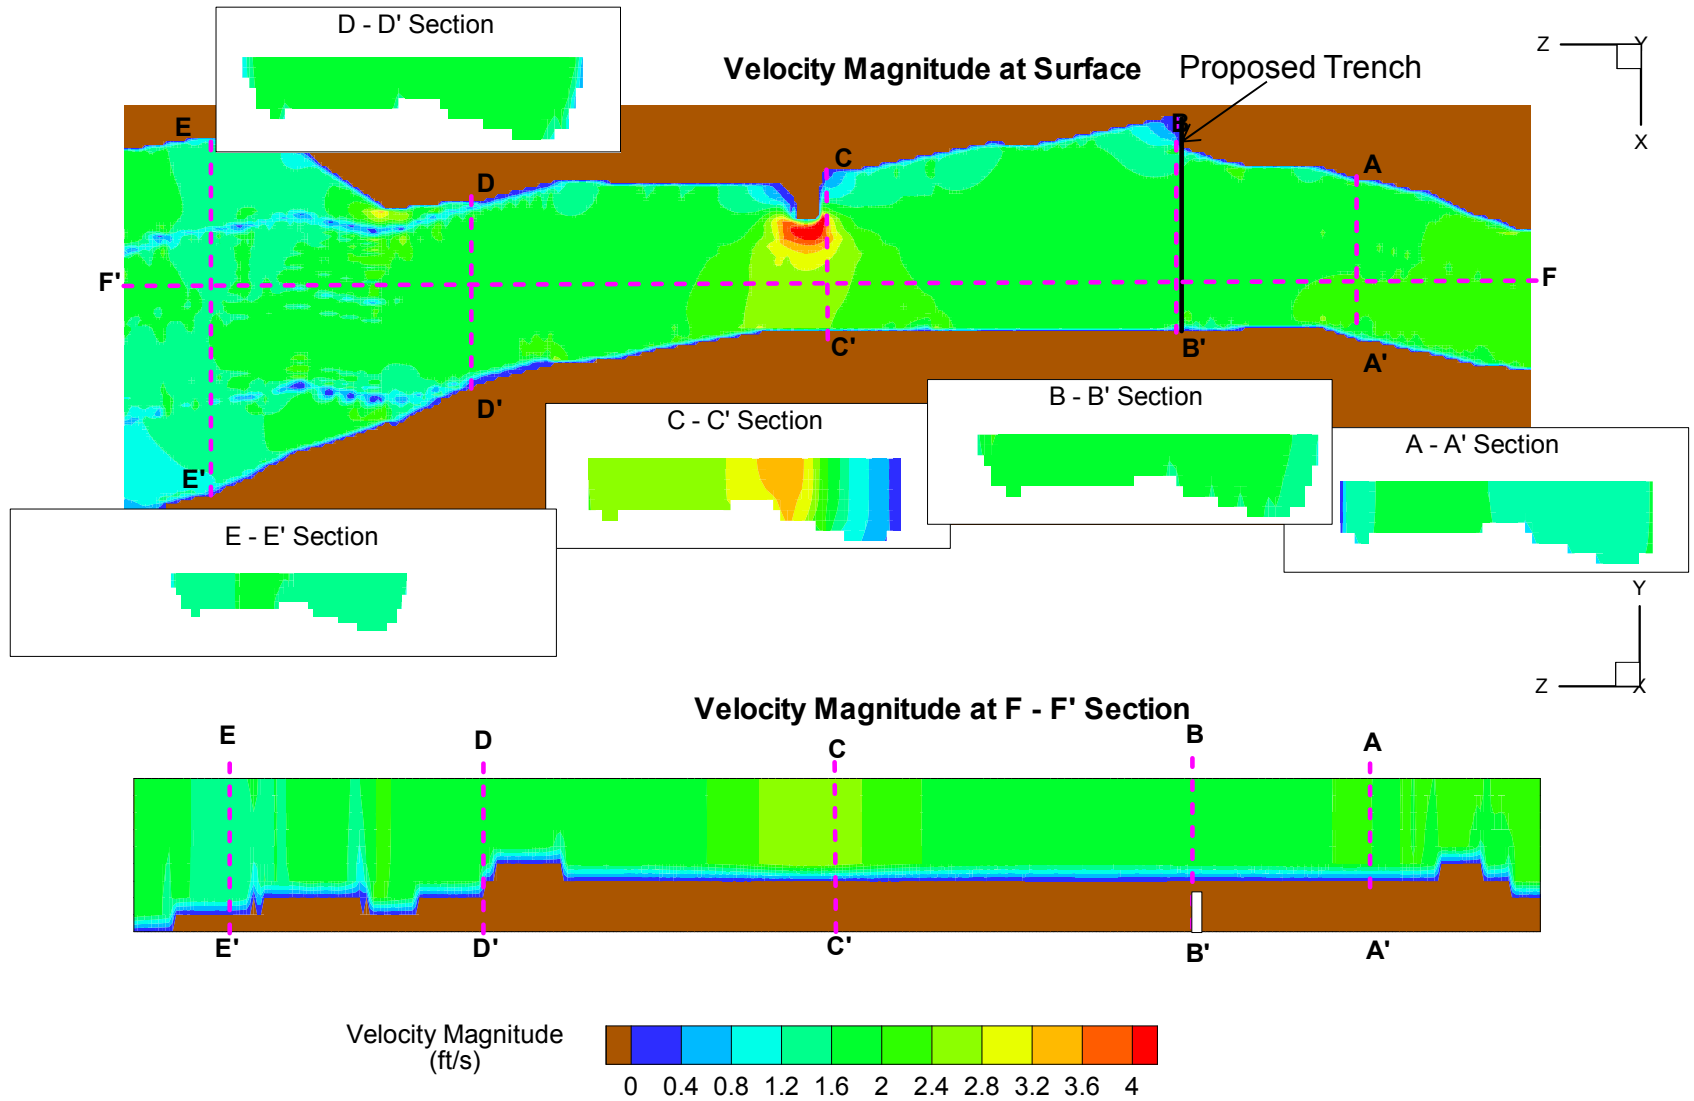 D - D' Section
Velocity Magnitude at Surface
Proposed Trench
Z
Y
X
E
B
D
C
A
F'
F
C'
B'
A'
D'
E'
B - B' Section
C - C' Section
A - A' Section
E - E' Section
Y
Z
X
Velocity Magnitude at F - F' Section
E
D
C
B
A
E'
D'
C'
B'
A'
Velocity Magnitude
(ft/s)
0 0.4 0.8 1.2 1.6 2 2.4 2.8 3.2 3.6 4